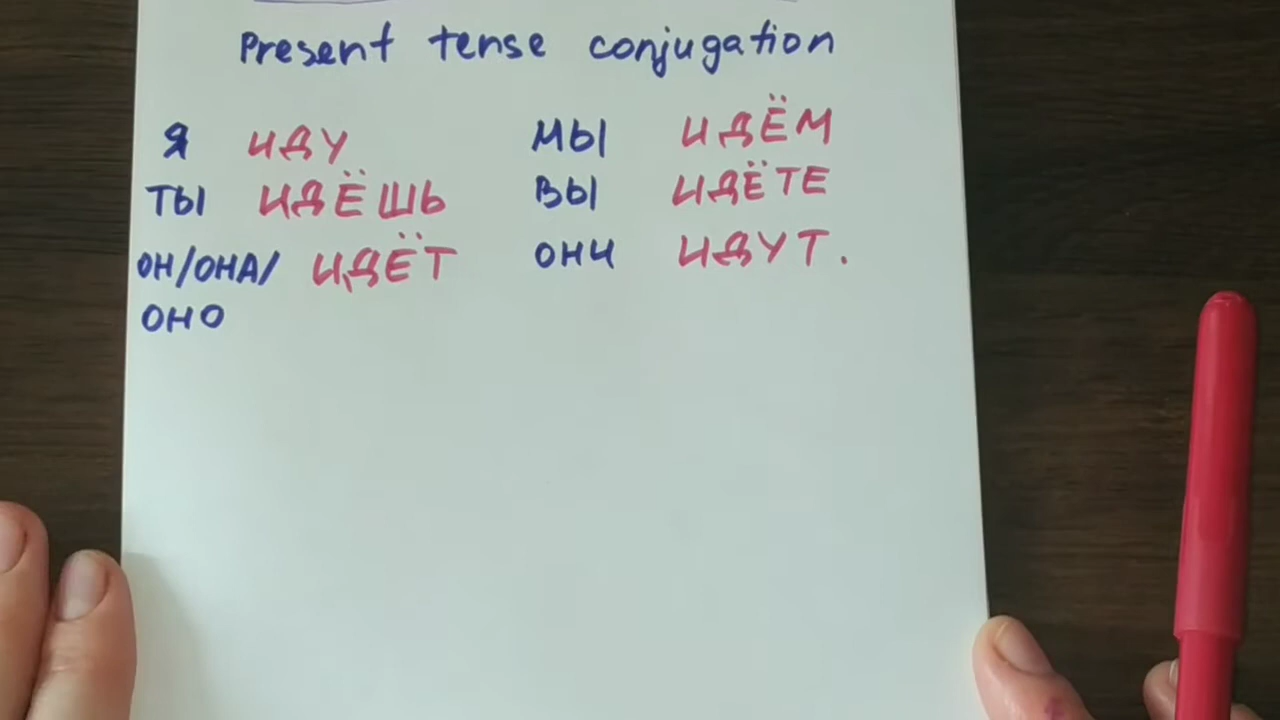 Present tense conjugation
Я ИДУ МЫ ИДЁМ
ТЫ ИДЁШЬ ВЫ ИДЁТЕ
ОН/ОНА/ ИДЁТ ОНИ ИДУТ.
ОНО